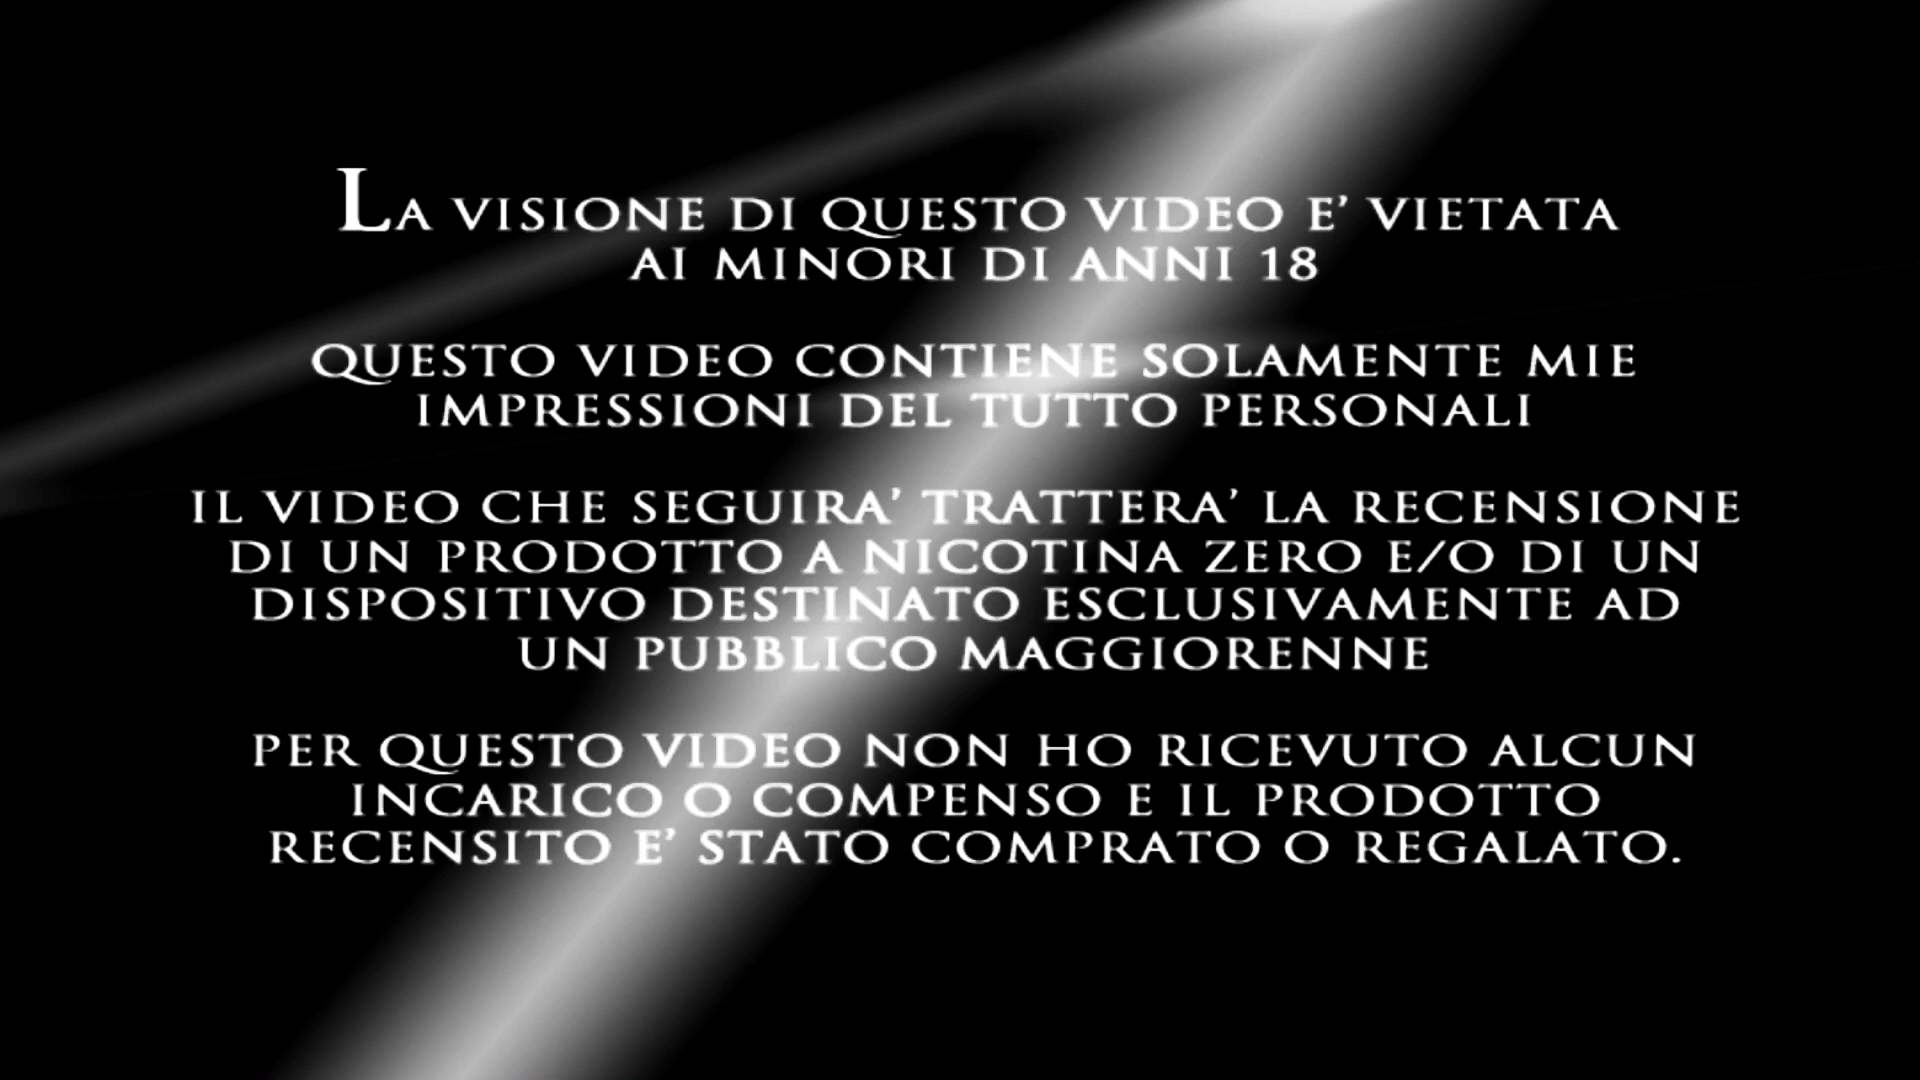 La visione di questo video e' vietata
ai minori di anni 18
questo video contiene solamente mie
impressioni del tutto personali
il video che seguira' trattera' la recensione
di un prodotto a nicotina zero e/o di un
dispositivo destinato esclusivamente ad
un pubblico maggiorenne
per questo video non ho ricevuto alcun
incarico o compenso e il prodotto
recensito e' stato comprato o regalato.